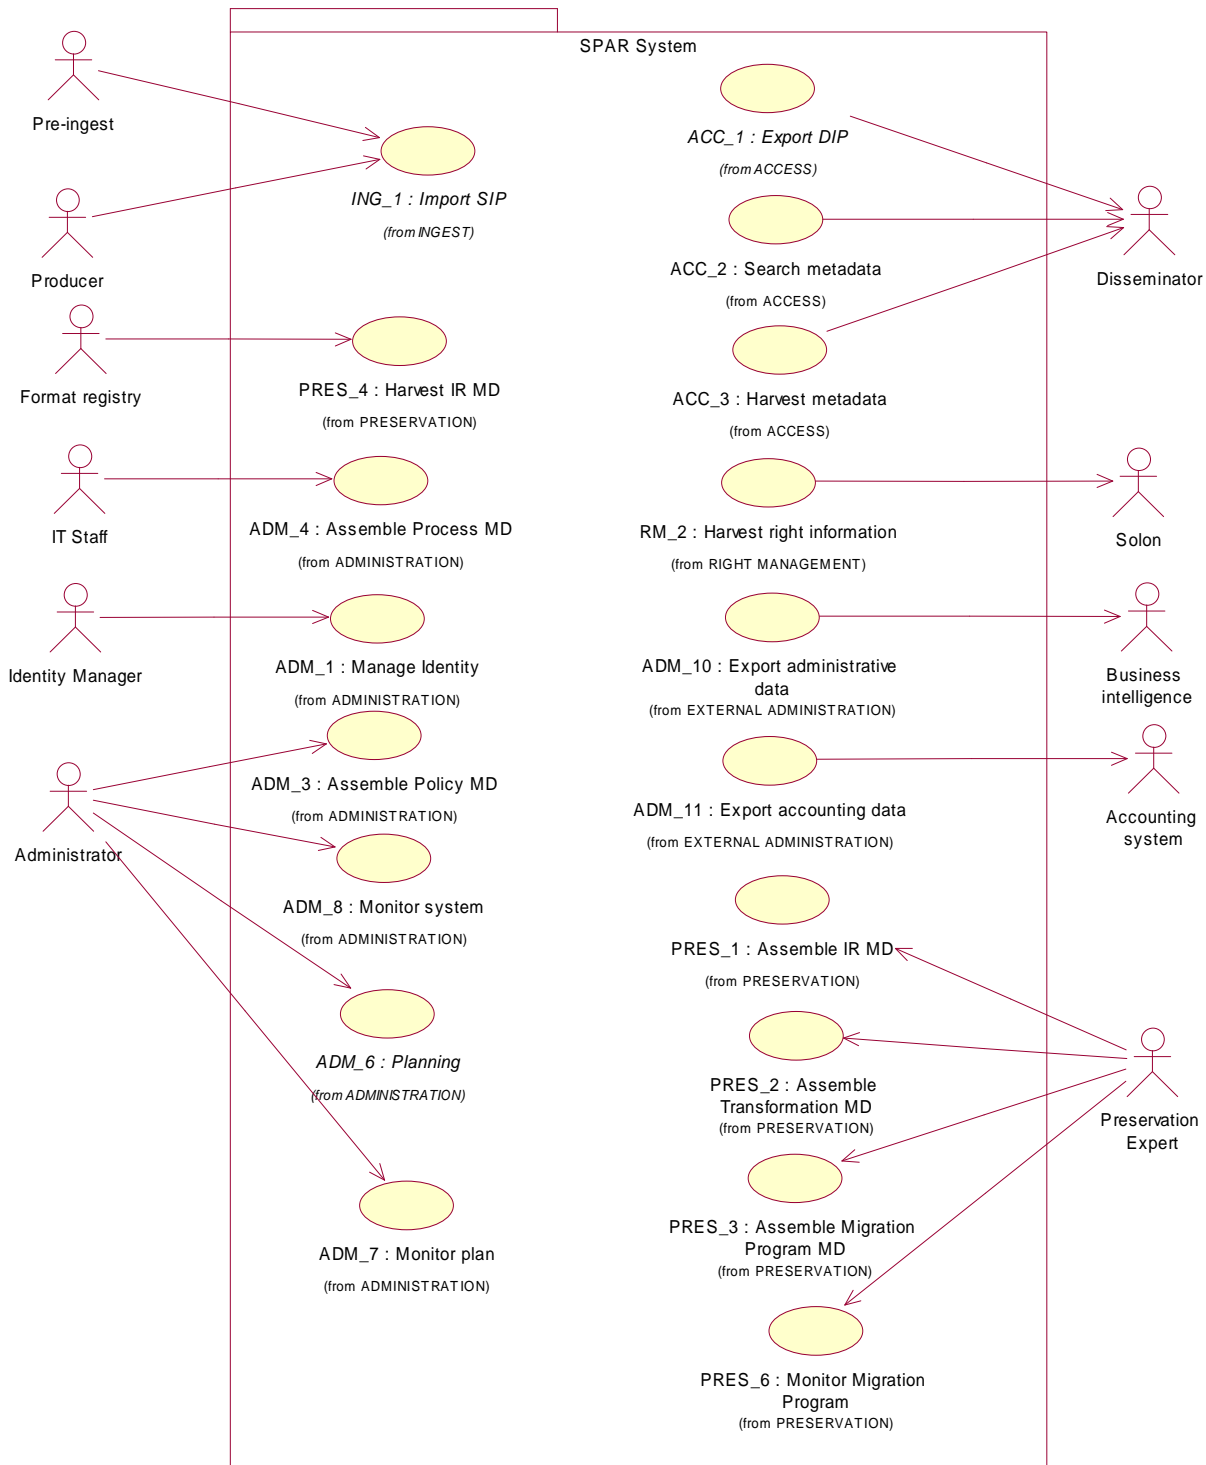 SPAR System
Pre-ingest
ING_1 : Import SIP
(from INGEST)
Producer
Format registry
PRES_4 : Harvest IR MD
(from PRESERVATION)
IT Staff
ADM_4 : Assemble Process MD
(from ADMINISTRATION)
Identity Manager
ADM_1 : Manage Identity
(from ADMINISTRATION)
ADM_3 : Assemble Policy MD
(from ADMINISTRATION)
Administrator
ADM_8 : Monitor system
(from ADMINISTRATION)
ADM_6 : Planning
(from ADMINISTRATION)
ADM_7 : Monitor plan
(from ADMINISTRATION)
ACC_1 : Export DIP
(from ACCESS)
ACC_2 : Search metadata
(from ACCESS)
Disseminator
ACC_3 : Harvest metadata
(from ACCESS)
RM_2 : Harvest right information
(from RIGHT MANAGEMENT)
Solon
ADM_10 : Export administrative
data
(from EXTERNAL ADMINISTRATION)
Business
intelligence
ADM_11 : Export accounting data
(from EXTERNAL ADMINISTRATION)
Accounting
system
PRES_1 : Assemble IR MD
(from PRESERVATION)
PRES_2 : Assemble
Transformation MD
(from PRESERVATION)
Preservation
Expert
PRES_3 : Assemble Migration
Program MD
(from PRESERVATION)
PRES_6 : Monitor Migration
Program
(from PRESERVATION)